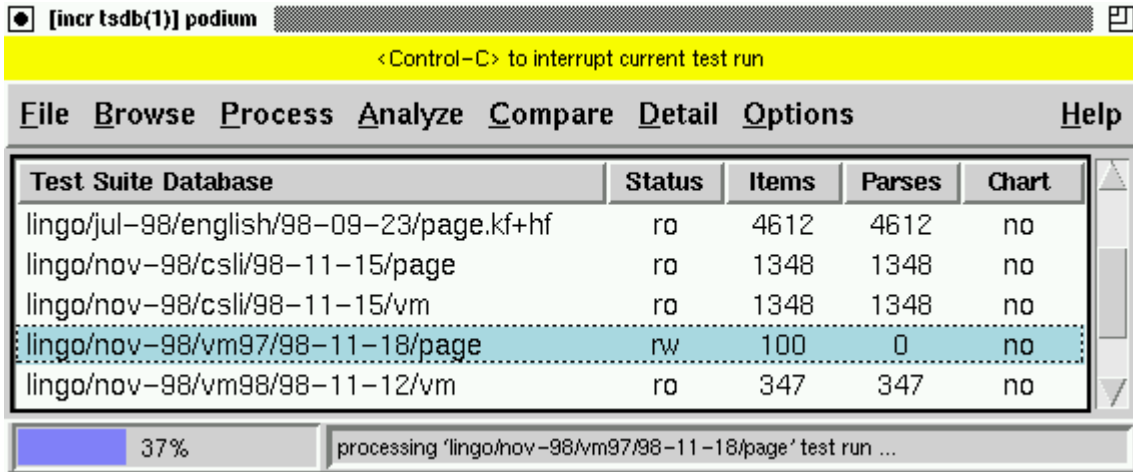 [incr tsdb(1)] podium
<Control-C> to interrupt current test run
File Browse Process Analyze Compare Detail Options Help
Test Suite Database Status Items Parses Chart
lingo/jul-98/english/98-09-23/page.kf+hf ro 4612 4612 no
lingo/nov-98/csli/98-11-15/page ro 1348 1348 no
lingo/nov-98/csli/98-11-15/vm ro 1348 1348 no
lingo/nov-98/vm97/98-11-18/page rw 100 0 no
lingo/nov-98/vm98/98-11-12/vm ro 347 347 no
37% processing 'lingo/nov-98/vm97/98-11-18/page' test run ...